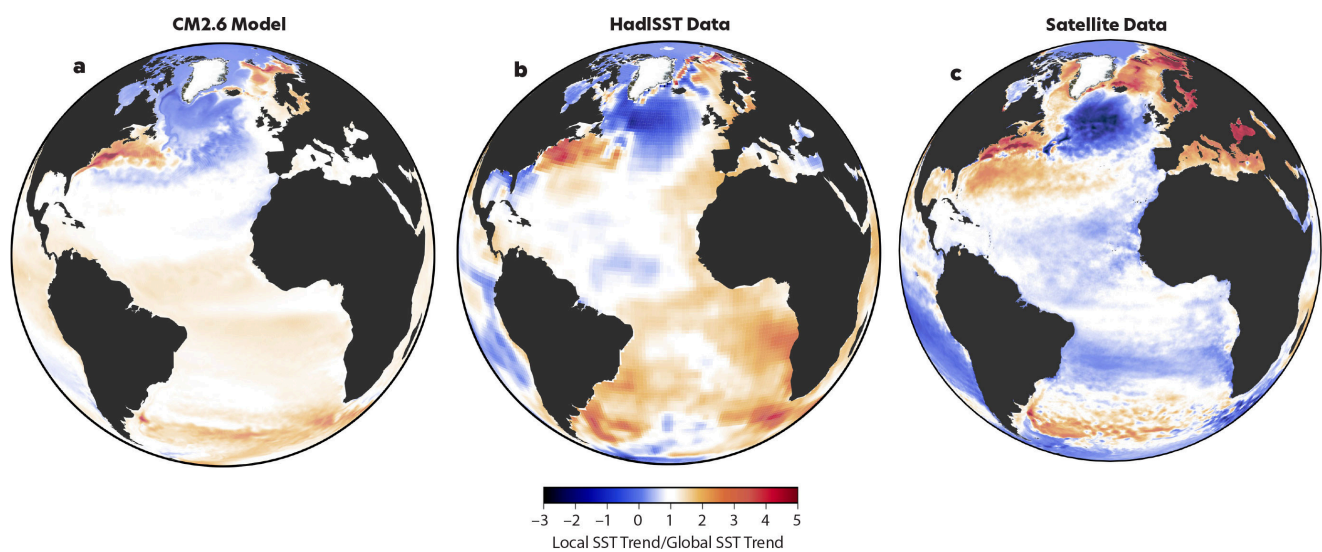 CM2.6 Model
HadlSST Data
Satellite Data
a
b
c
–3 –2 –1 0 1 2 3 4 5
Local SST Trend/Global SST Trend